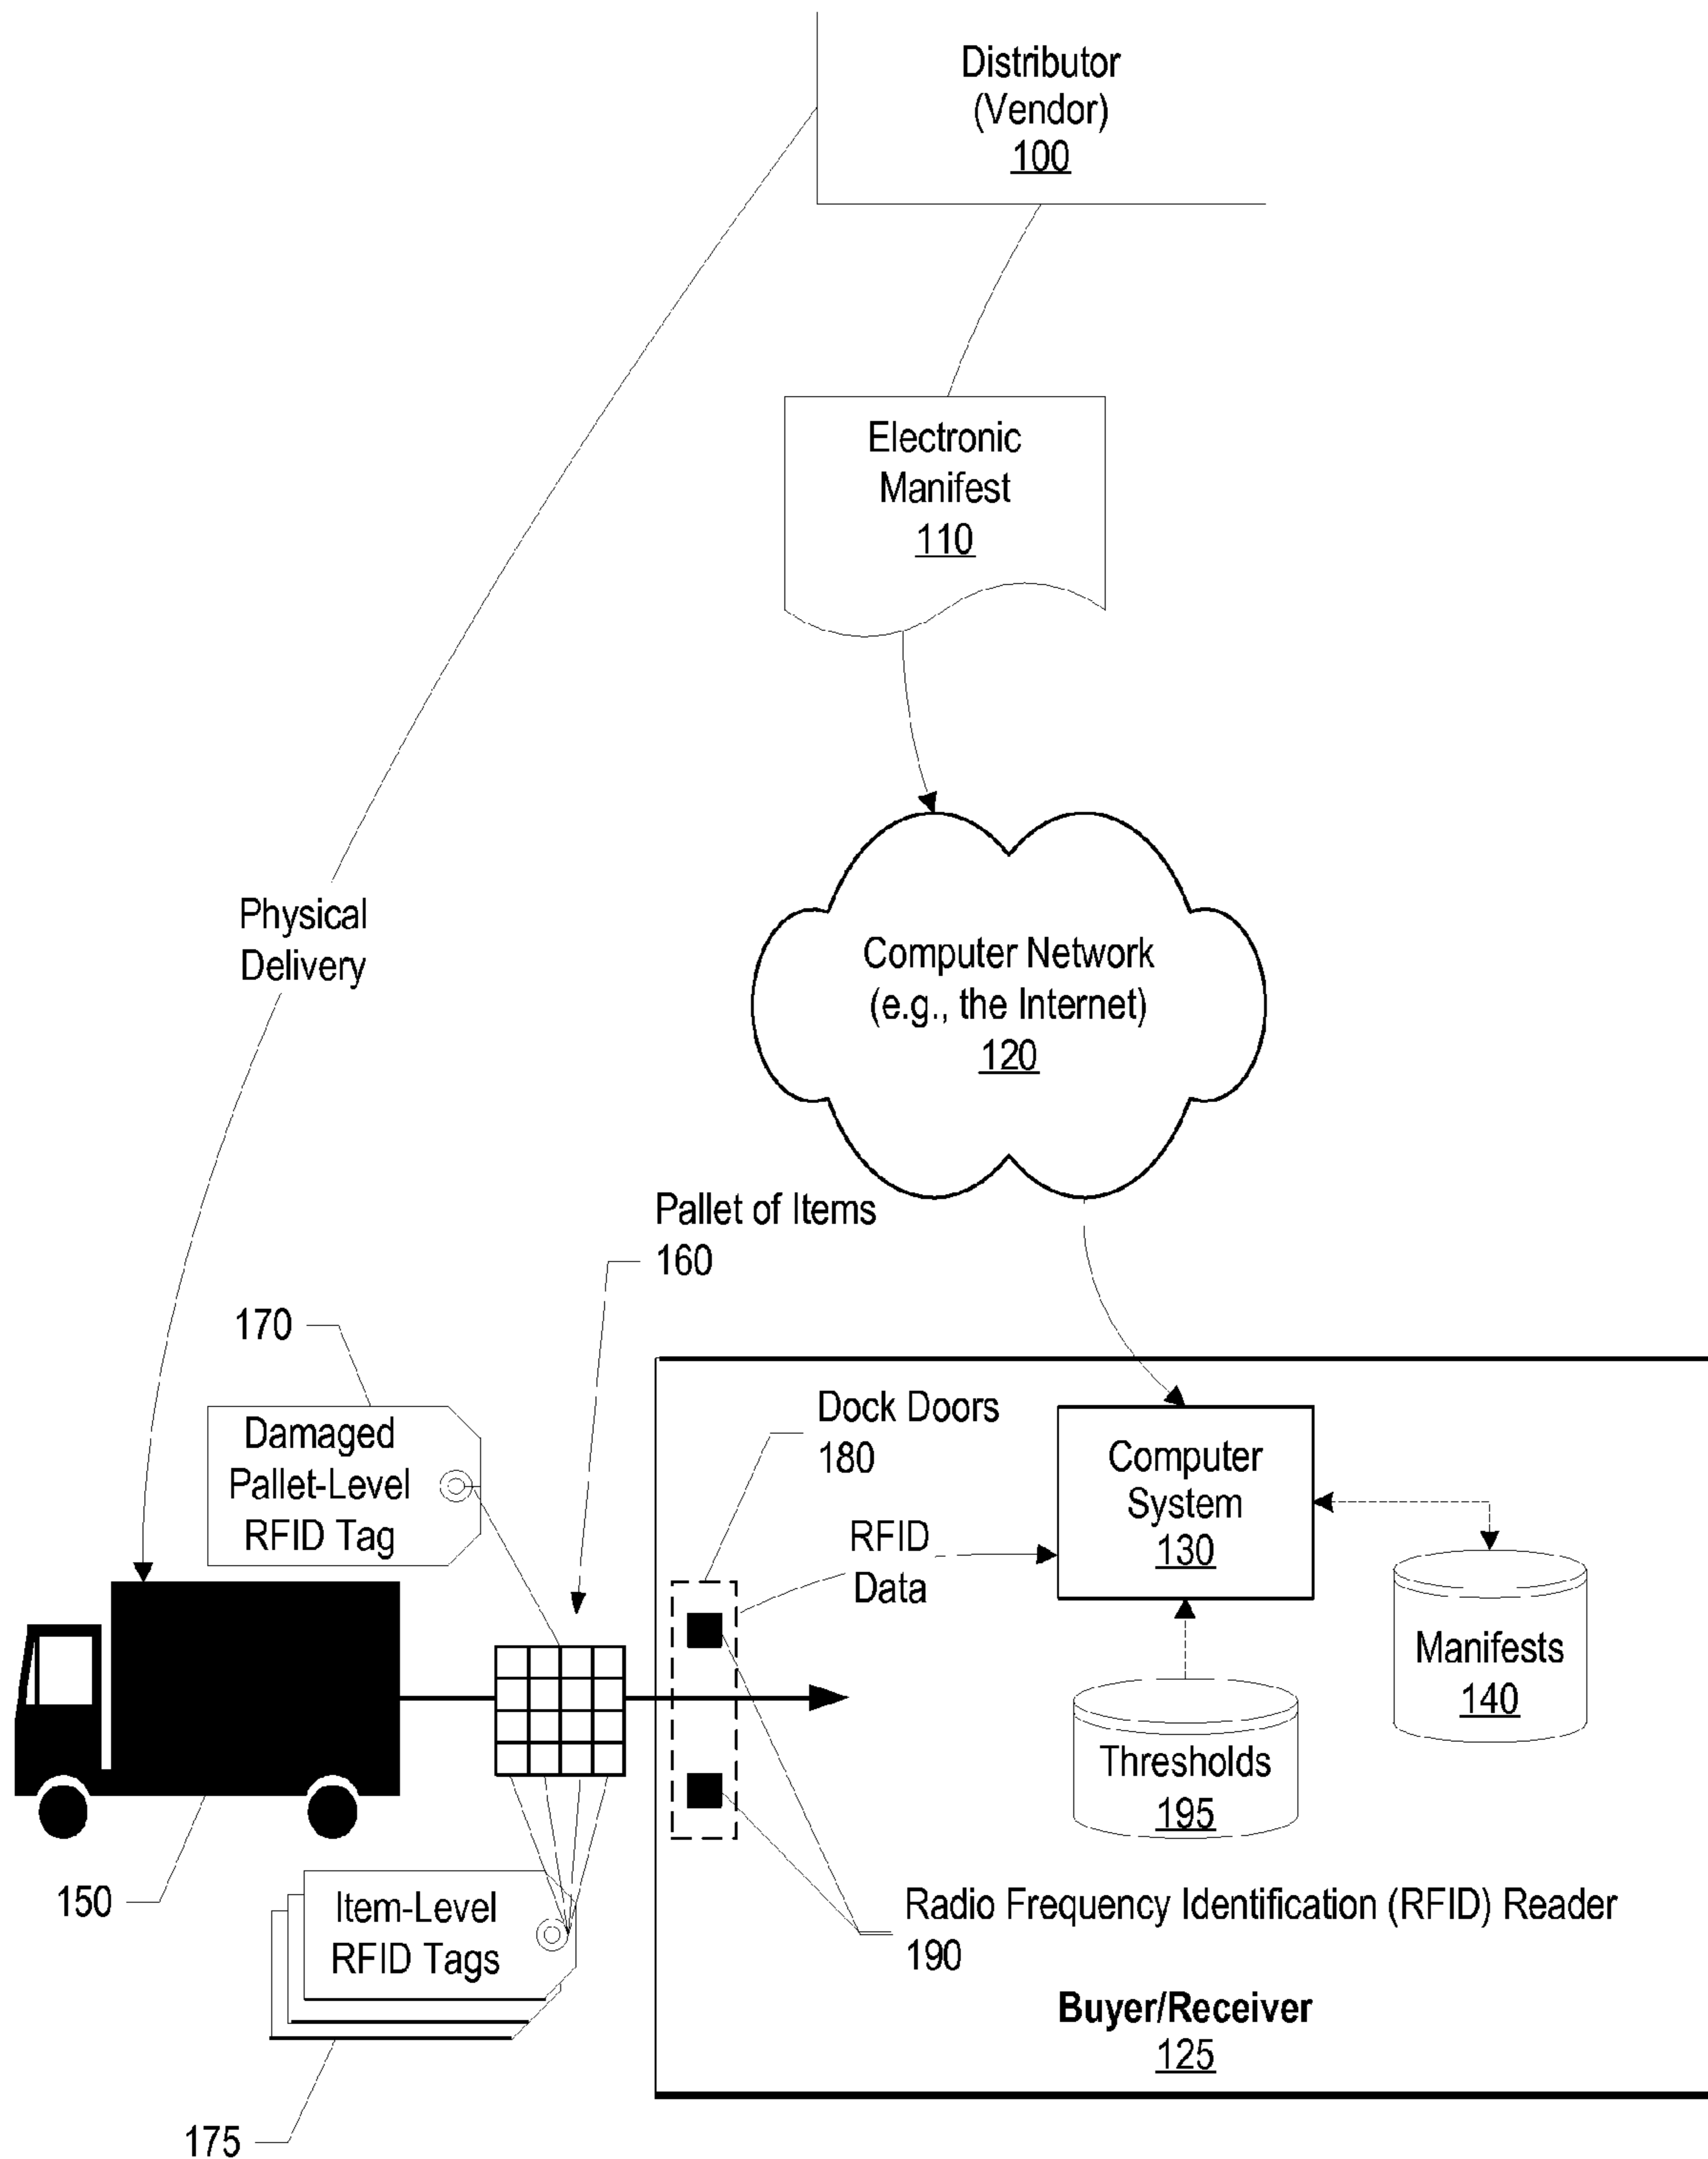 Distributor
(Vendor)
100
Electronic
Manifest
110
Physical
Delivery
Computer Network
(e.g., the Internet)
120
Pallet of Items
160
170
Damaged
Pallet-Level
RFID Tag
Dock Doors
180
RFID
Data
Computer
System
130
Manifests
140
Thresholds
195
150
Item-Level
RFID Tags
175
Radio Frequency Identification (RFID) Reader
190
Buyer/Receiver
125